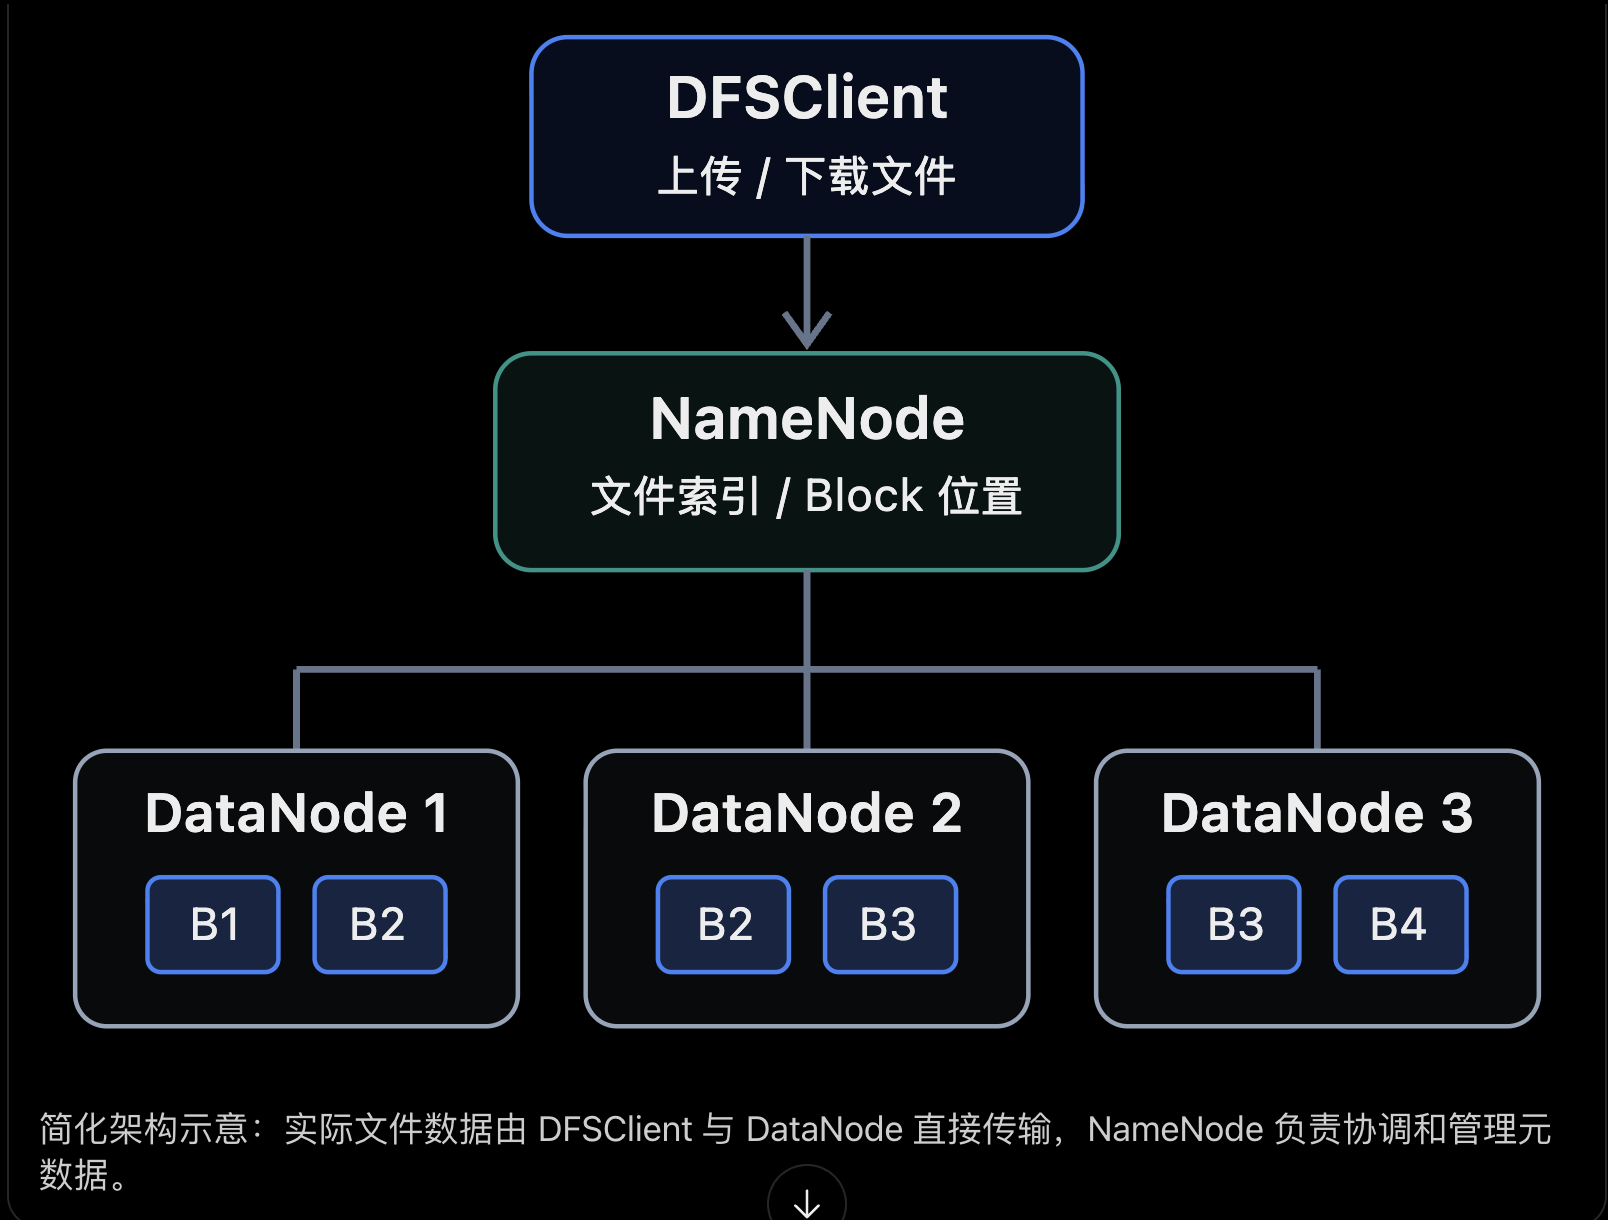 DFSClient
上传 / 下载文件
NameNode
文件索引 / Block 位置
DataNode 1
B1
B2
DataNode 2
B2
B3
DataNode 3
B3
B4
简化架构示意：实际文件数据由 DFSClient 与 DataNode 直接传输，NameNode 负责协调和管理元
数据。